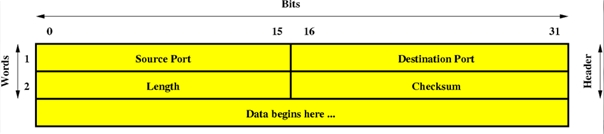 Bits
0 15 16 31
Words
1 Source Port Destination Port
2 Length Checksum
Header
Data begins here ...